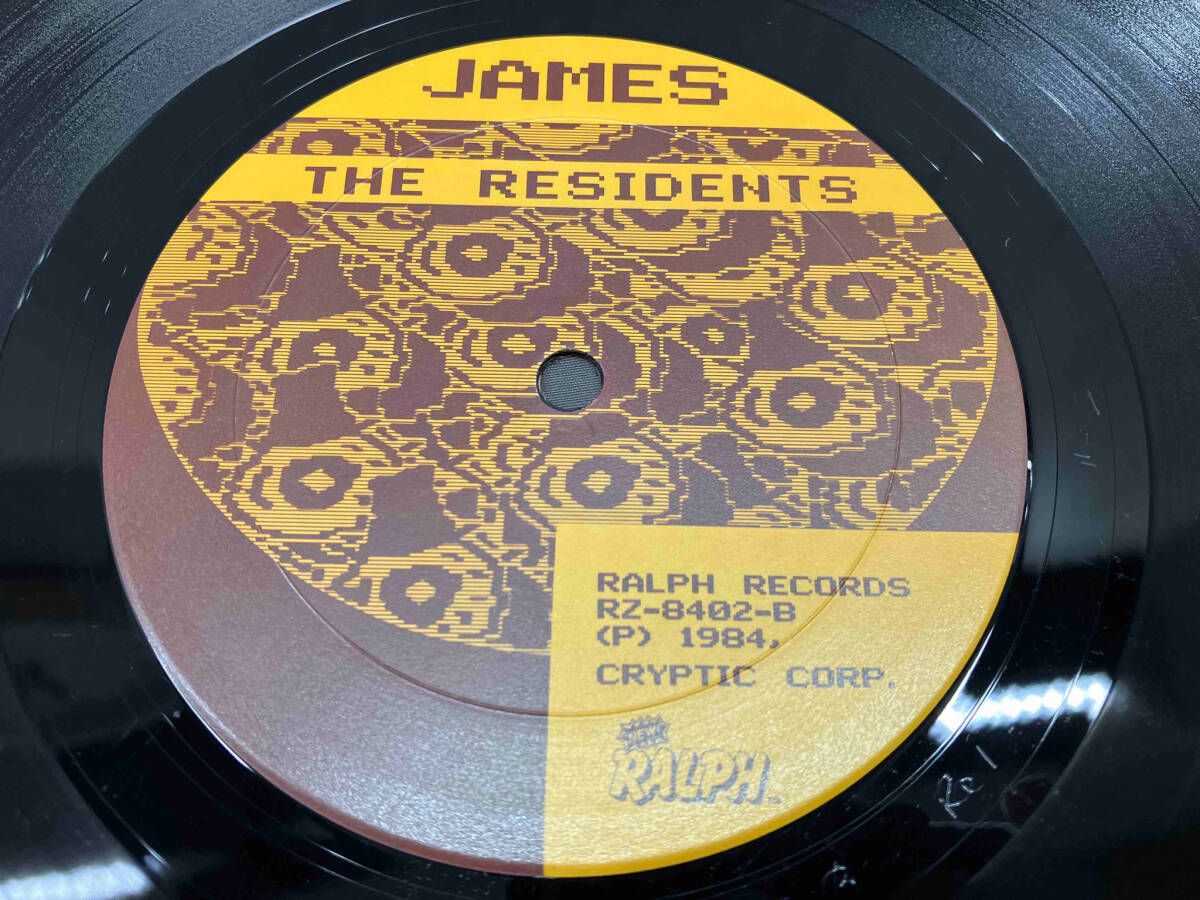 JAMES
THE RESIDENTS
RALPH RECORDS
RZ-8402-B
(P) 1984,
CRYPTIC CORP.
NEW!
RALPH